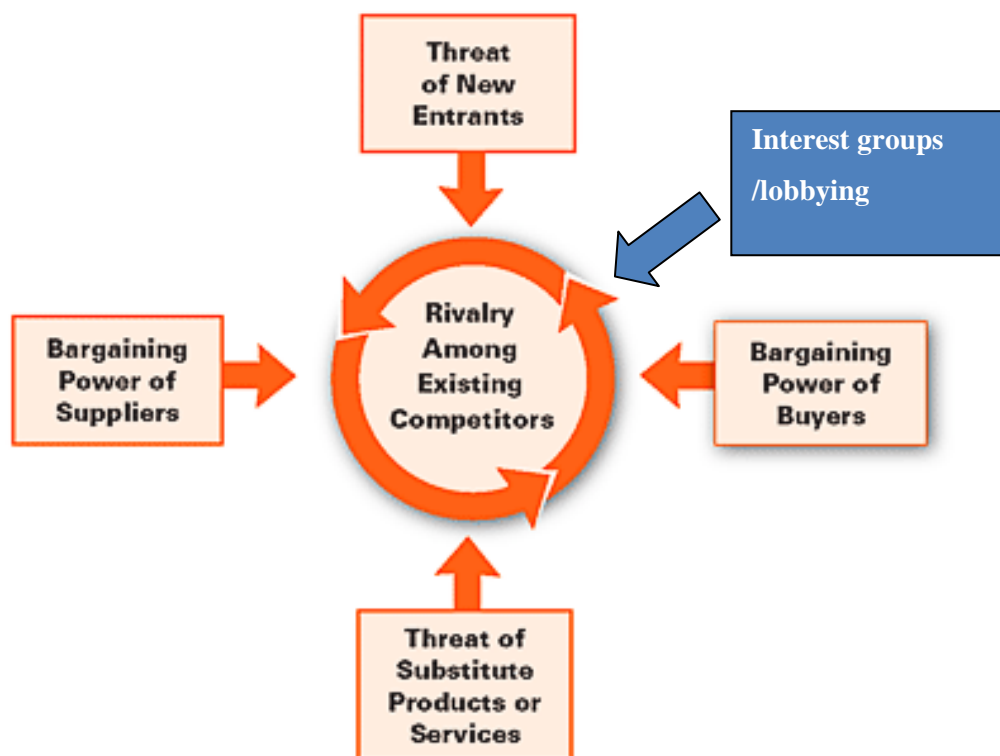 Threat
of New
Entrants
Interest groups
/lobbying
Bargaining
Power of
Suppliers
Rivalry
Among
Existing
Competitors
Bargaining
Power of
Buyers
Threat of
Substitute
Products or
Services